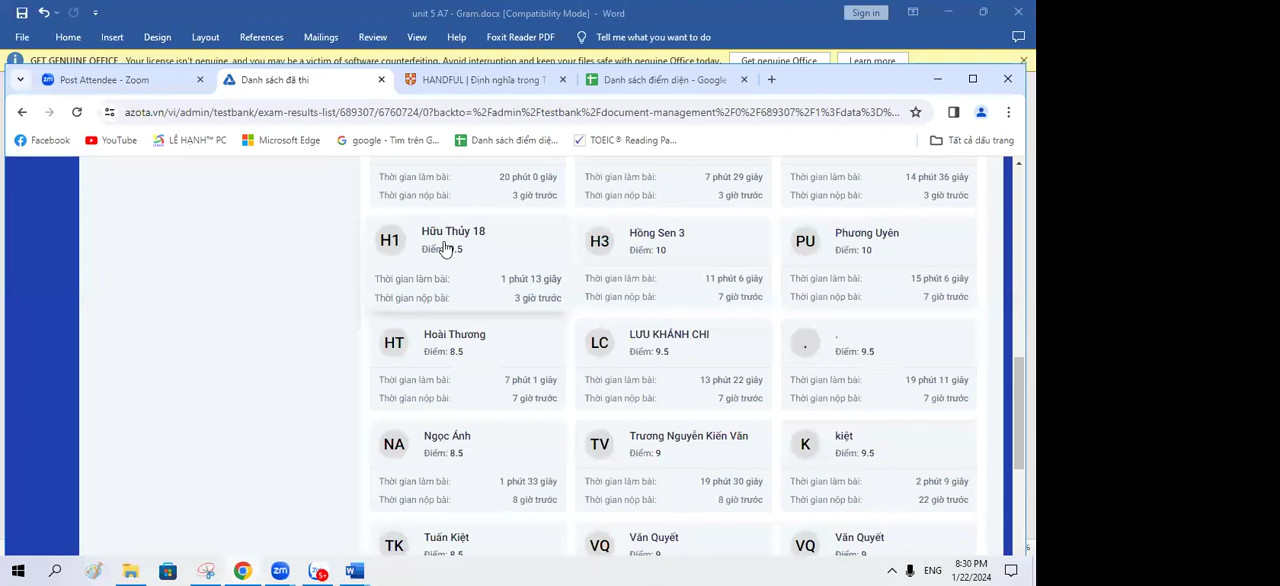 unit 5 A7 - Gram.docx [Compatibility Mode] - Word
Sign in
File Home Insert Design Layout References Mailings Review View Help Foxit Reader PDF Tell me what you want to do
GET GENUINE OFFICE Your license isn't genuine, and you may be a victim of software counterfeiting. Avoid interruption and keep your files safe with genuine Office today. Get genuine Office Learn more
Post Attendee - Zoom Danh sách đã thi HANDFUL | Định nghĩa trong T Danh sách điểm diện - Google
azota.vn/vi/admin/testbank/exam-results-list/689307/6760724/0?backto=%2Fadmin%2Ftestbank%2Fdocument-management%2F0%2F689307%2F1%3Fdata%3D%...
Facebook YouTube LÊ HẠNH™ PC Microsoft Edge google - Tìm trên G... Danh sách điểm diệ... TOEIC® Reading Pa... Tất cả dấu trang
Thời gian làm bài: 20 phút 0 giây Thời gian làm bài: 7 phút 29 giây Thời gian làm bài: 14 phút 36 giây
Thời gian nộp bài: 3 giờ trước Thời gian nộp bài: 3 giờ trước Thời gian nộp bài: 3 giờ trước
H1 Hữu Thủy 18 H3 Hồng Sen 3 PU Phương Uyên
.5 Điểm: 10 Điểm: 10
Thời gian làm bài: 1 phút 13 giây Thời gian làm bài: 11 phút 6 giây Thời gian làm bài: 15 phút 6 giây
Thời gian nộp bài: 3 giờ trước Thời gian nộp bài: 7 giờ trước Thời gian nộp bài: 7 giờ trước
HT Hoài Thương LC LƯU KHÁNH CHI . .
Điểm: 8.5 Điểm: 9.5 Điểm: 9.5
Thời gian làm bài: 7 phút 1 giây Thời gian làm bài: 13 phút 22 giây Thời gian làm bài: 19 phút 11 giây
Thời gian nộp bài: 7 giờ trước Thời gian nộp bài: 7 giờ trước Thời gian nộp bài: 7 giờ trước
NA Ngọc Ánh TV Trương Nguyễn Kiến Văn K kiệt
Điểm: 8.5 Điểm: 9 Điểm: 9.5
Thời gian làm bài: 1 phút 33 giây Thời gian làm bài: 19 phút 30 giây Thời gian làm bài: 2 phút 9 giây
Thời gian nộp bài: 8 giờ trước Thời gian nộp bài: 8 giờ trước Thời gian nộp bài: 22 giờ trước
TK Tuấn Kiệt VQ Văn Quyết VQ Văn Quyết
Điểm: 8.5 Điểm: 9 Điểm: 9
ENG 8:30 PM
1/22/2024